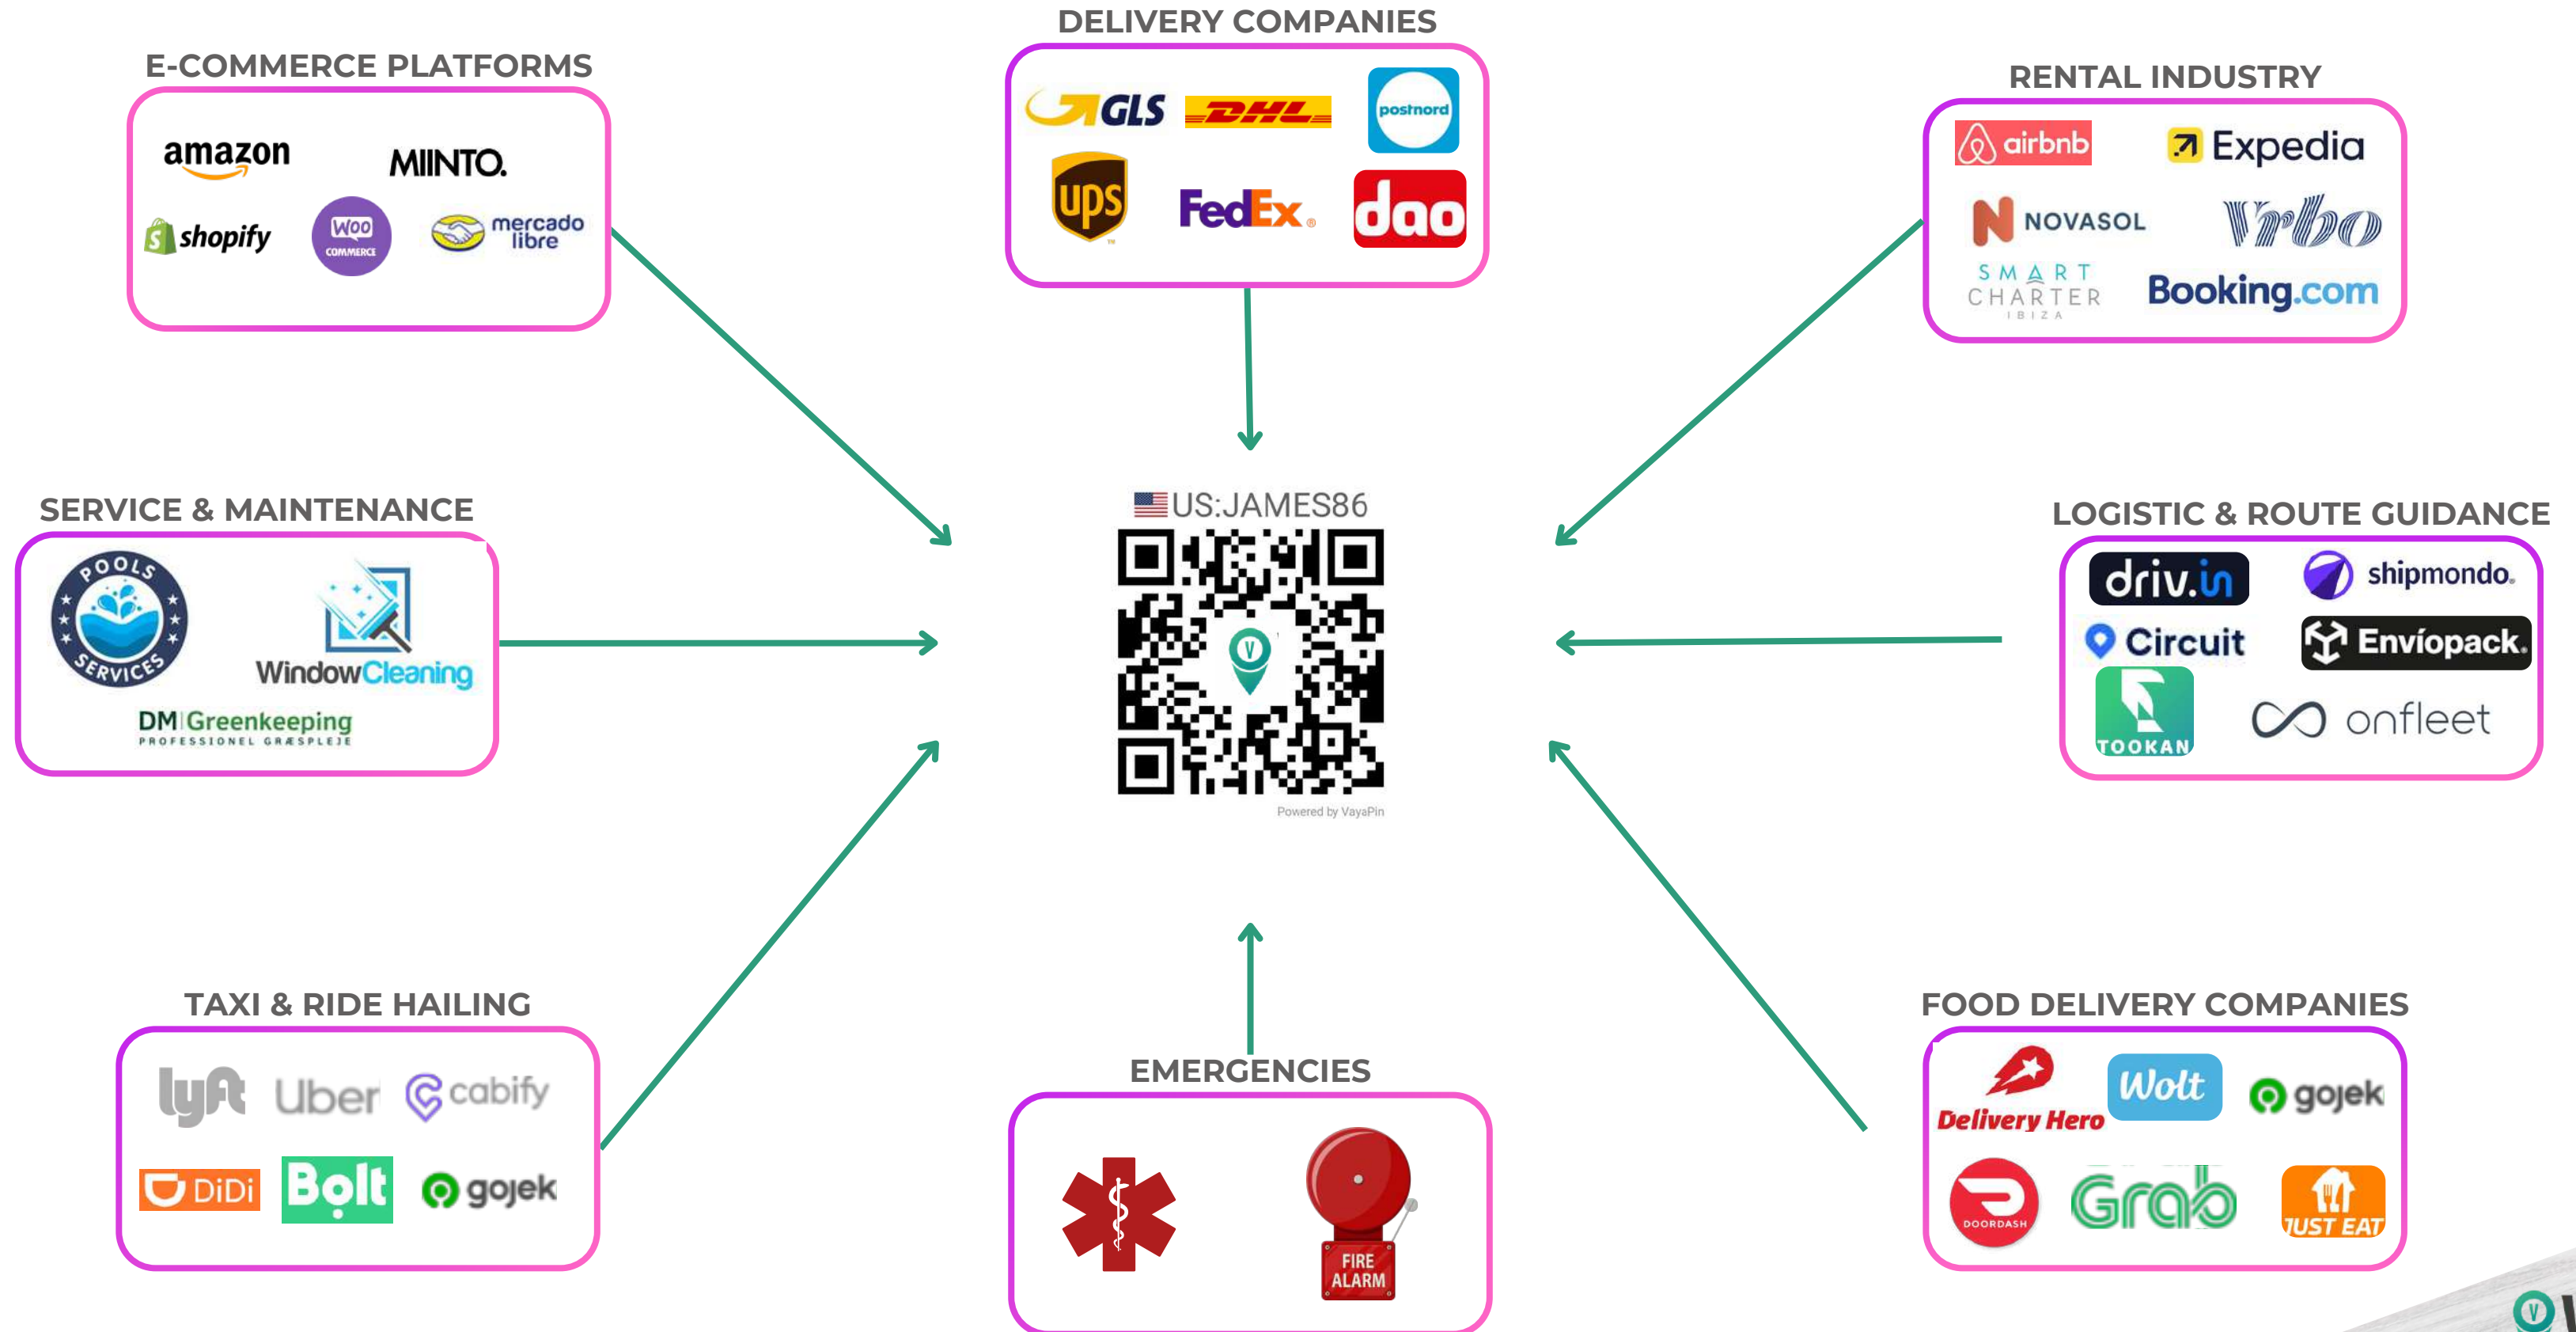 DELIVERY COMPANIES
GLS
DHL
postnord
ups
FedEx®
dao
E-COMMERCE PLATFORMS
amazon
MIINTO.
shopify
WOO
COMMERCE
mercado
libre
RENTAL INDUSTRY
airbnb
Expedia
NOVASOL
Vrbo
SMART
CHARTER
IBIZA
Booking.com
SERVICE & MAINTENANCE
POOLS
SERVICES
WindowCleaning
DM Greenkeeping
PROFESSIONEL GRÆSPLEJE
US:JAMES86
V
Powered by VayaPin
LOGISTIC & ROUTE GUIDANCE
driv.in
shipmondo.
Circuit
Envíopack.
TOOKAN
onfleet
TAXI & RIDE HAILING
lyft
Uber
cabify
DiDi
Bolt
gojek
EMERGENCIES
FIRE
ALARM
FOOD DELIVERY COMPANIES
Delivery Hero
Wolt
gojek
DOORDASH
Grab
JUST EAT
V